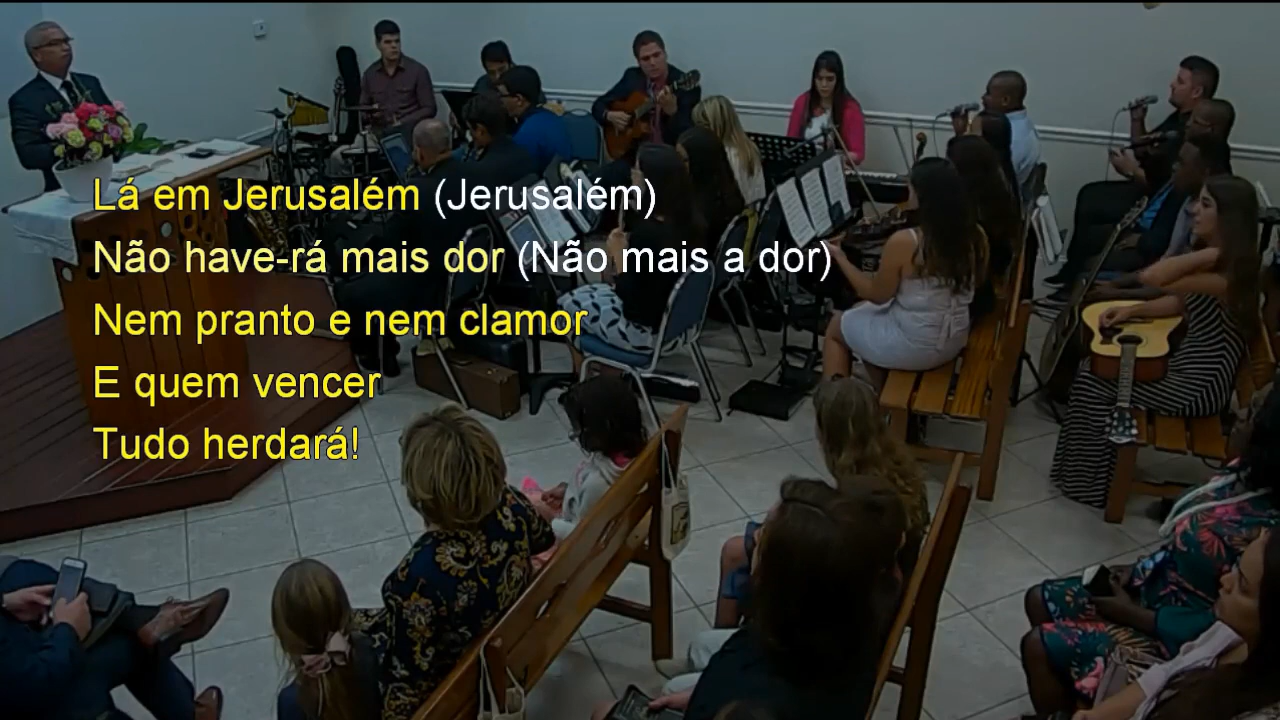 Lá em Jerusalém (Jerusalém)
Não have-rá mais dor (Não mais a dor)
Nem pranto e nem clamor
E quem vencer
Tudo herdará!